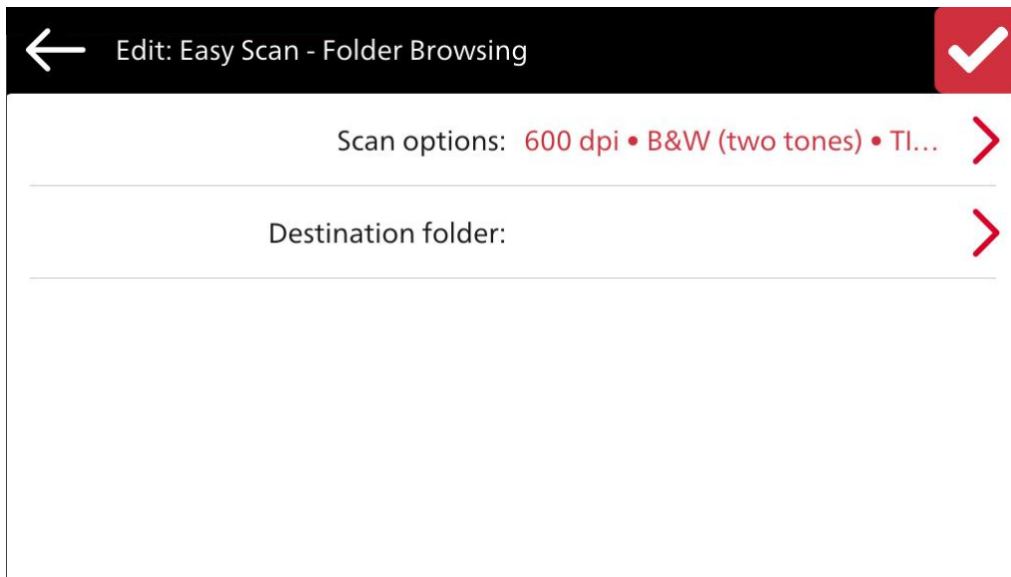 Edit: Easy Scan - Folder Browsing
Scan options: 600 dpi • B&W (two tones) • TI...
Destination folder: